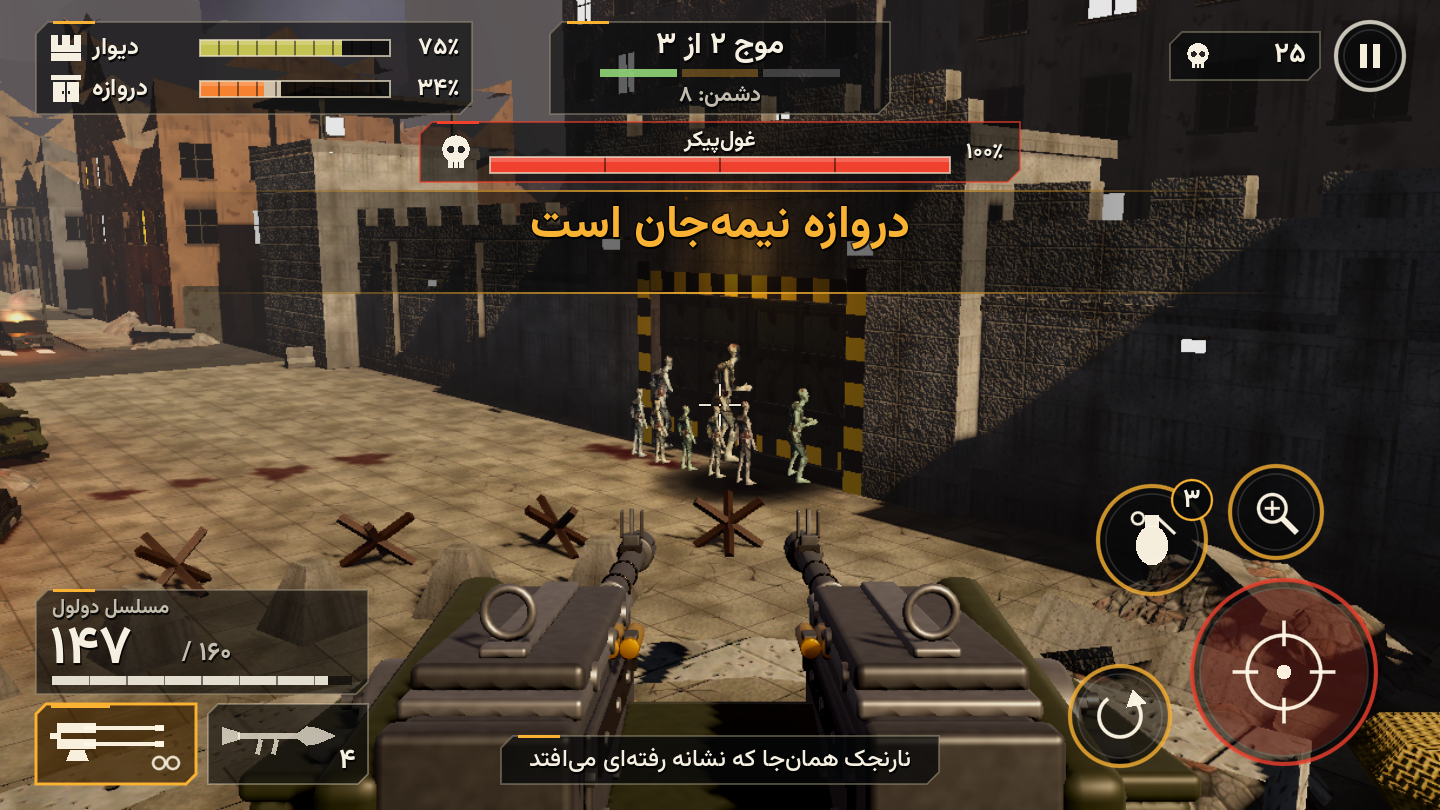 دیوار ۷۵٪
دروازه ۳۴٪
موج ۲ از ۳
دشمن: ۸
۲۵
غول‌پیکر
۱۰۰٪
دروازه نیمه‌جان است
۳
مسلسل دولول
۱۴۷ / ۱۶۰
∞
۴
نارنجک همان‌جا که نشانه رفته‌ای می‌افتد